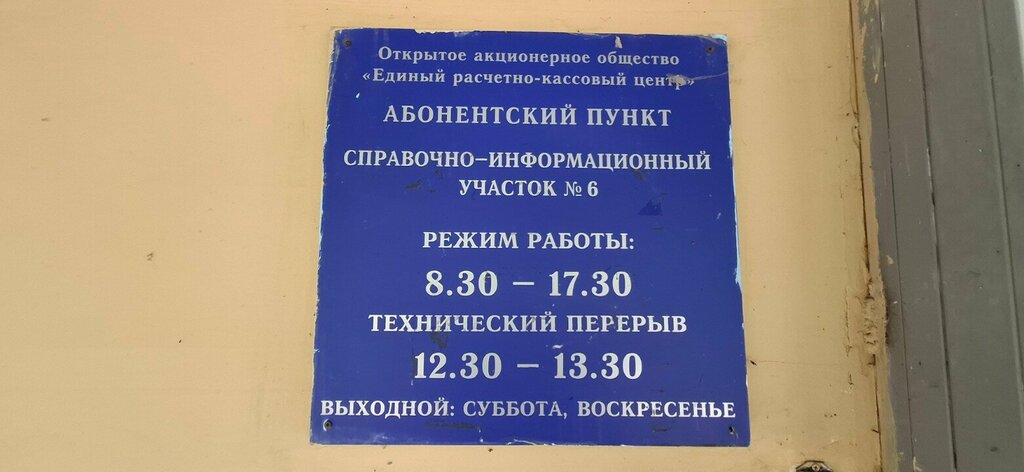 Открытое акционерное общество
«Единый расчетно-кассовый центр»
АБОНЕНТСКИЙ ПУНКТ
СПРАВОЧНО-ИНФОРМАЦИОННЫЙ
УЧАСТОК № 6
РЕЖИМ РАБОТЫ:
8.30 – 17.30
ТЕХНИЧЕСКИЙ ПЕРЕРЫВ
12.30 – 13.30
ВЫХОДНОЙ: СУББОТА, ВОСКРЕСЕНЬЕ